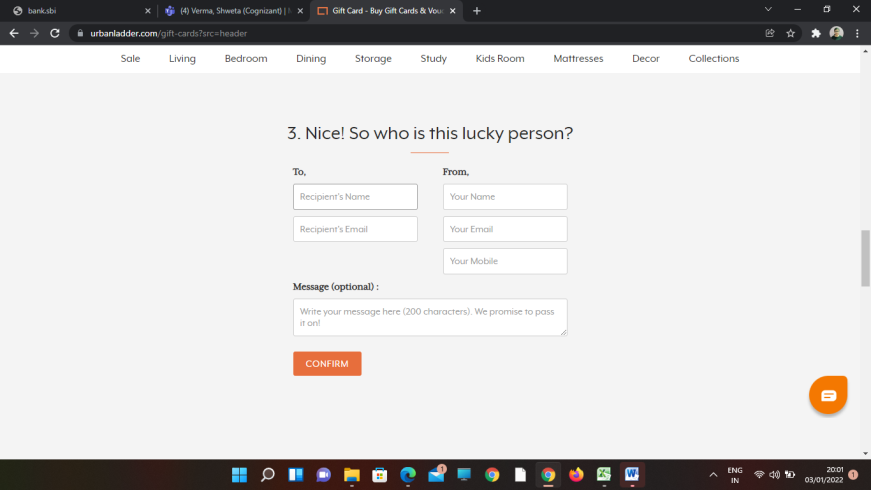 bank.sbi
(4) Verma, Shweta (Cognizant) |
Gift Card - Buy Gift Cards & Vou
urbanladder.com/gift-cards?src=header
Sale Living Bedroom Dining Storage Study Kids Room Mattresses Decor Collections
3. Nice! So who is this lucky person?
To, From,
Recipient's Name Your Name
Recipient's Email Your Email
Your Mobile
Message (optional) :
Write your message here (200 characters). We promise to pass
it on!
CONFIRM
ENG 20:01
IN 03/01/2022 1